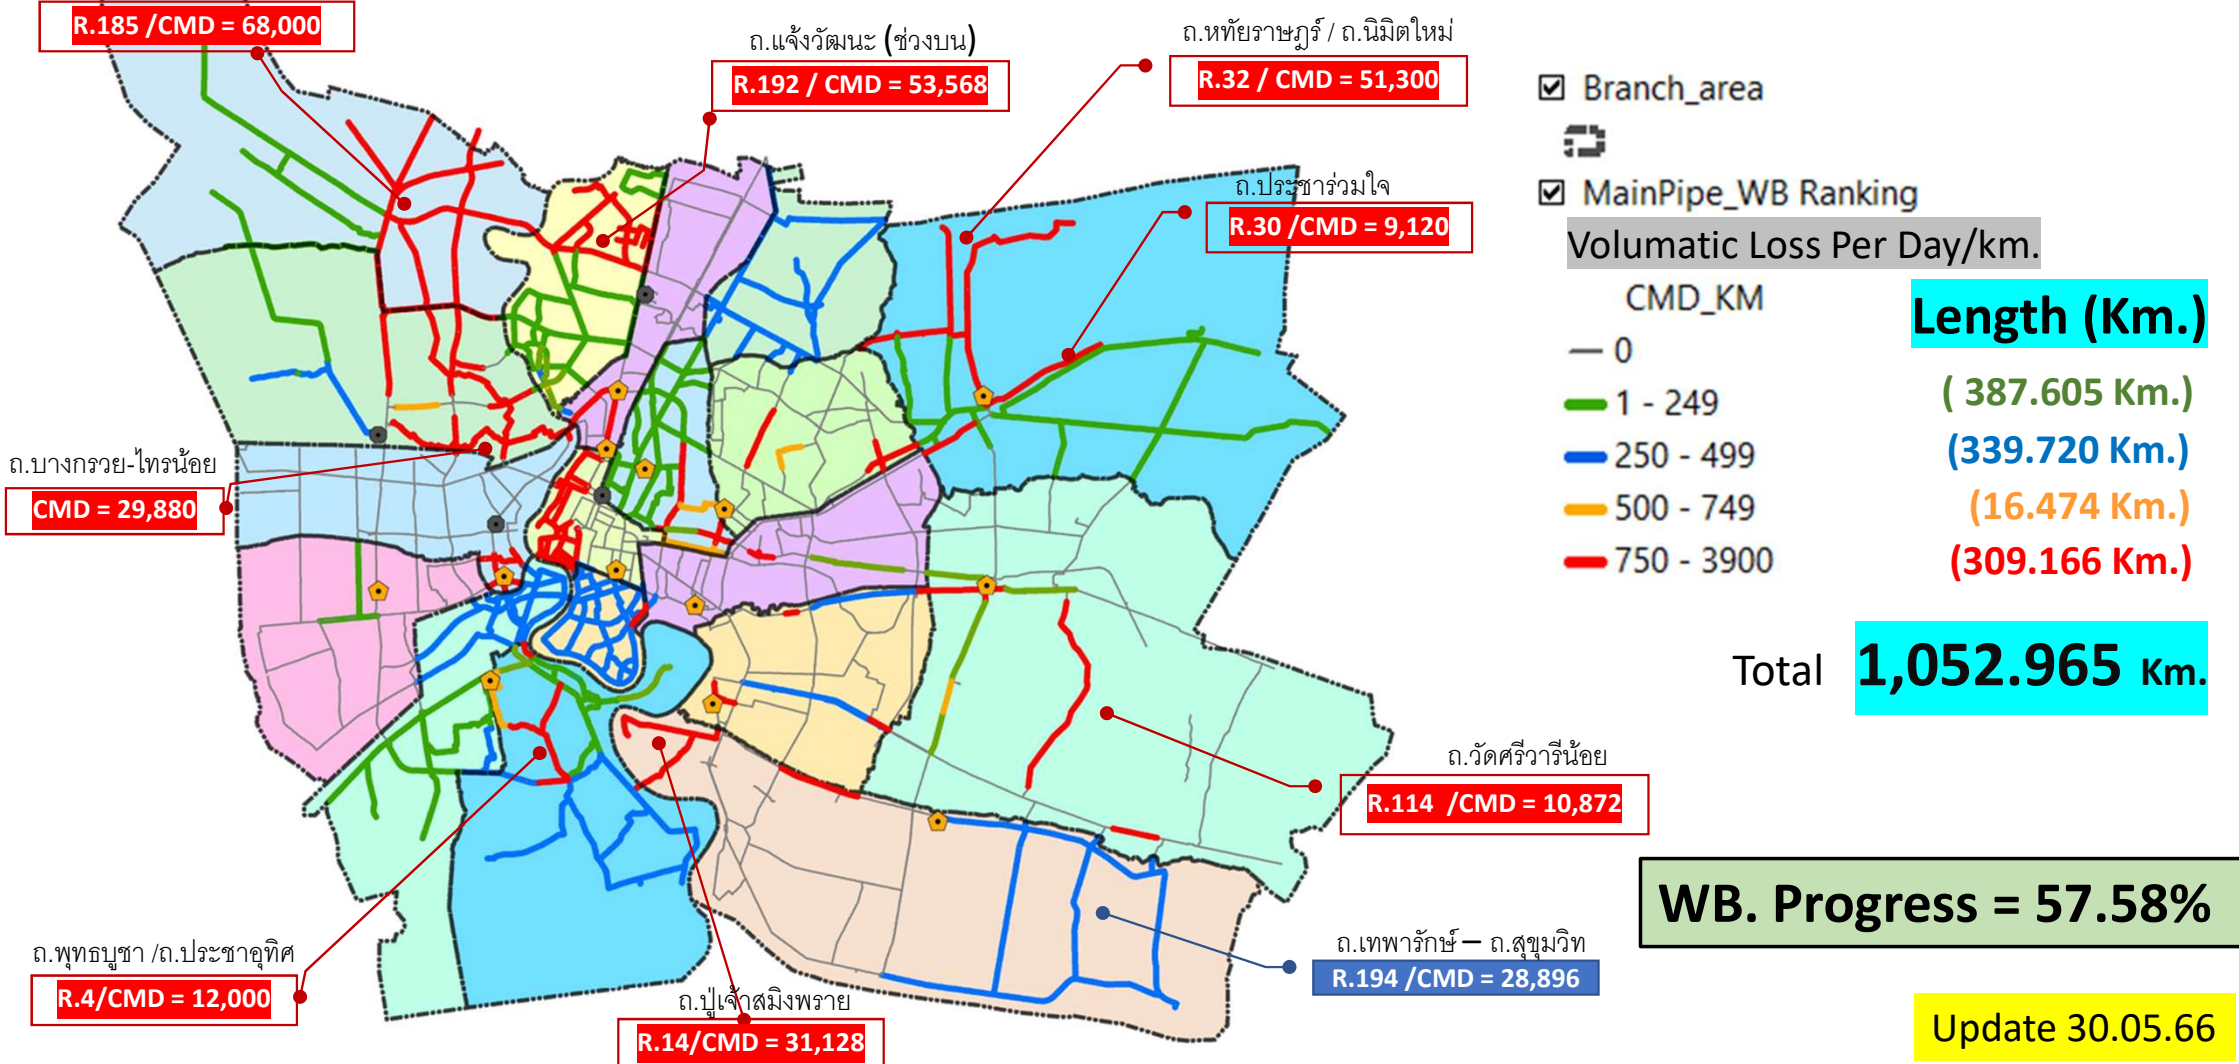 R.185 /CMD = 68,000
ถ.แจ้งวัฒนะ (ช่วงบน)
R.192 / CMD = 53,568
ถ.หทัยราษฎร์ / ถ.นิมิตใหม่
R.32 / CMD = 51,300
ถ.ประชาร่วมใจ
R.30 /CMD = 9,120
Branch_area
MainPipe_WB Ranking
Volumatic Loss Per Day/km.
CMD_KM
Length (Km.)
0
1 - 249
( 387.605 Km.)
250 - 499
(339.720 Km.)
500 - 749
(16.474 Km.)
750 - 3900
(309.166 Km.)
Total 1,052.965 Km.
ถ.บางกรวย-ไทรน้อย
CMD = 29,880
ถ.วัดศรีวารีน้อย
R.114 /CMD = 10,872
WB. Progress = 57.58%
ถ.พุทธบูชา /ถ.ประชาอุทิศ
R.4/CMD = 12,000
ถ.ปู่เจ้าสมิงพราย
R.14/CMD = 31,128
ถ.เทพารักษ์ – ถ.สุขุมวิท
R.194 /CMD = 28,896
Update 30.05.66